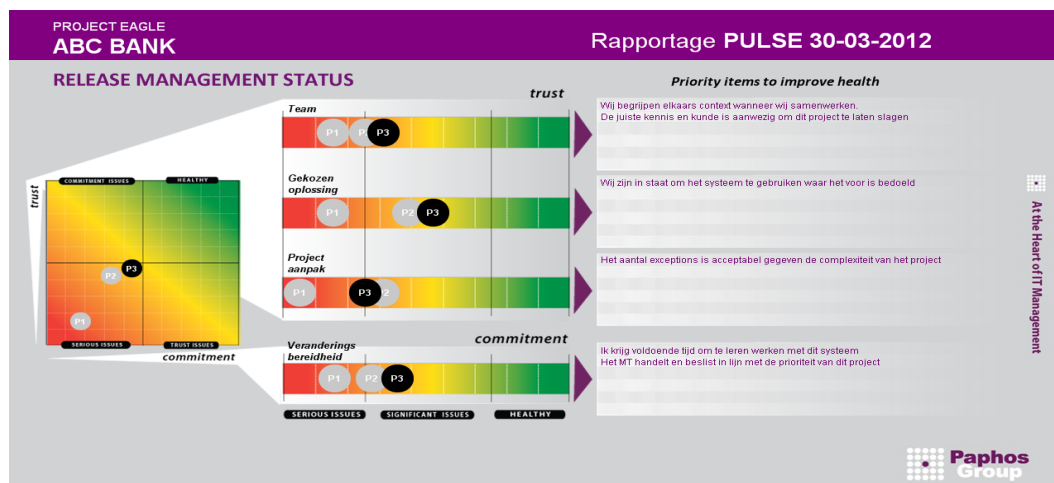 PROJECT EAGLE
ABC BANK
Rapportage PULSE 30-03-2012
RELEASE MANAGEMENT STATUS
Priority items to improve health
trust
Team
P1
P3
Wij begrijpen elkaars context wanneer wij samenwerken.
De juiste kennis en kunde is aanwezig om dit project te laten slagen
Gekozen
oplossing
P1 P2 P3
Wij zijn in staat om het systeem te gebruiken waar het voor is bedoeld
Project
aanpak
P1 P3 P2
Het aantal exceptions is acceptabel gegeven de complexiteit van het project
COMMITMENT ISSUES
HEALTHY
trust
P3
P2
P1
SERIOUS ISSUES
TRUST ISSUES
commitment
commitment
Veranderings
bereidheid
P1 P2 P3
Ik krijg voldoende tijd om te leren werken met dit systeem
Het MT handelt en beslist in lijn met de prioriteit van dit project
SERIOUS ISSUES
SIGNIFICANT ISSUES
HEALTHY
At the Heart of IT Management
Paphos
Group